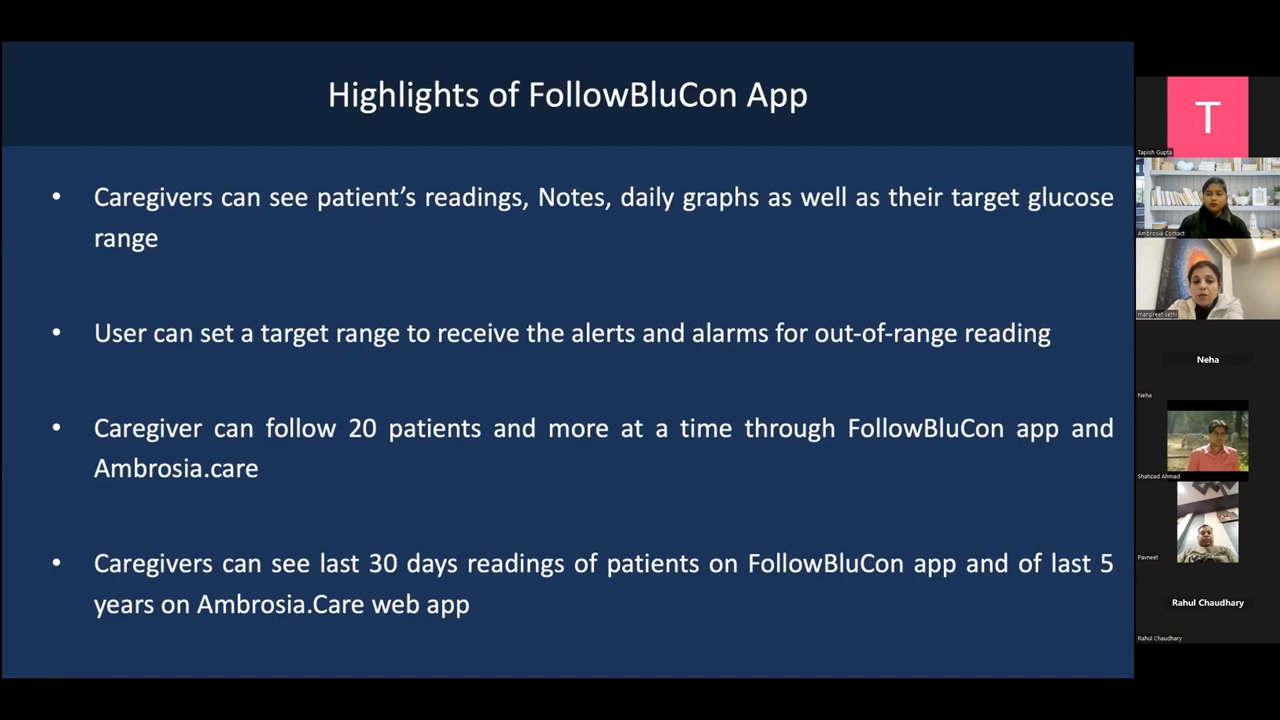 Highlights of FollowBluCon App
• Caregivers can see patient’s readings, Notes, daily graphs as well as their target glucose
range
• User can set a target range to receive the alerts and alarms for out-of-range reading
• Caregiver can follow 20 patients and more at a time through FollowBluCon app and
Ambrosia.care
• Caregivers can see last 30 days readings of patients on FollowBluCon app and of last 5
years on Ambrosia.Care web app
T
Tapish Gupta
Ambrosia Contact
manpreet sethi
Neha
Neha
Shahzad Ahmad
Pavneet
Rahul Chaudhary
Rahul Chaudhary